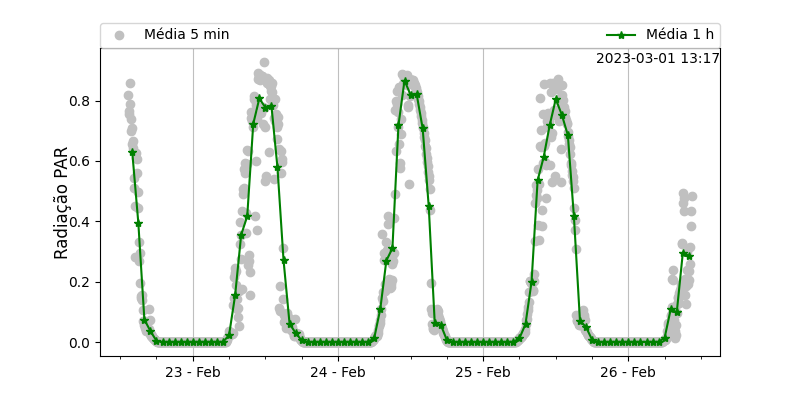 Média 5 min
Média 1 h
2023-03-01 13:17
Radiação PAR
0.8
0.6
0.4
0.2
0.0
23 - Feb
24 - Feb
25 - Feb
26 - Feb